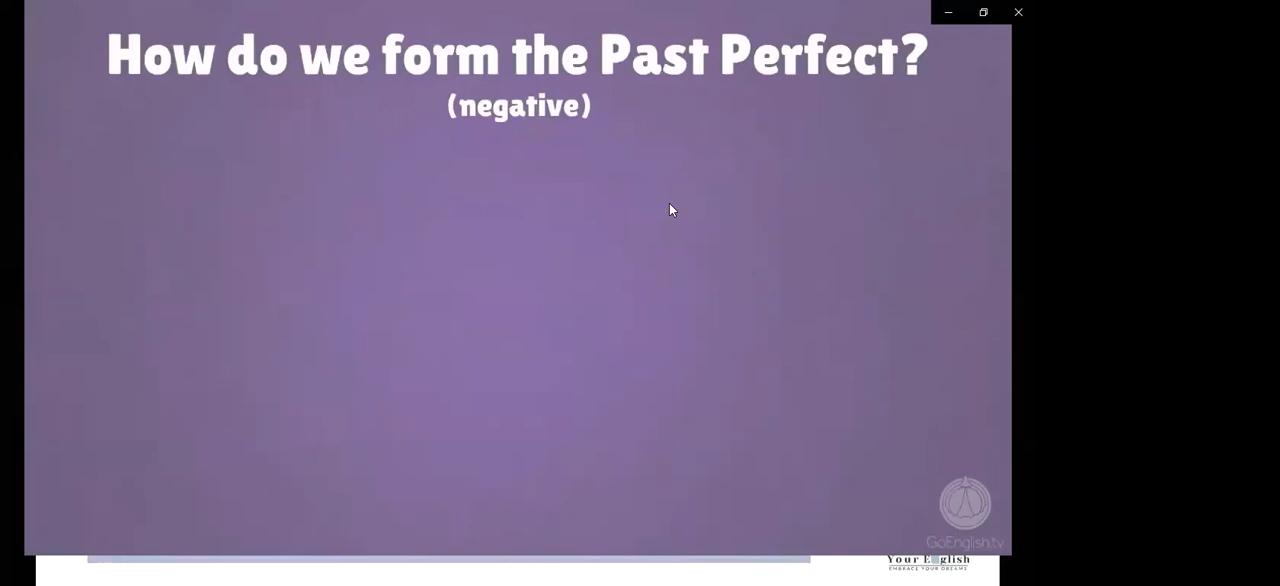 How do we form the Past Perfect?
(negative)
GoEnglish.tv
Your English
EMBRACE YOUR DREAMS